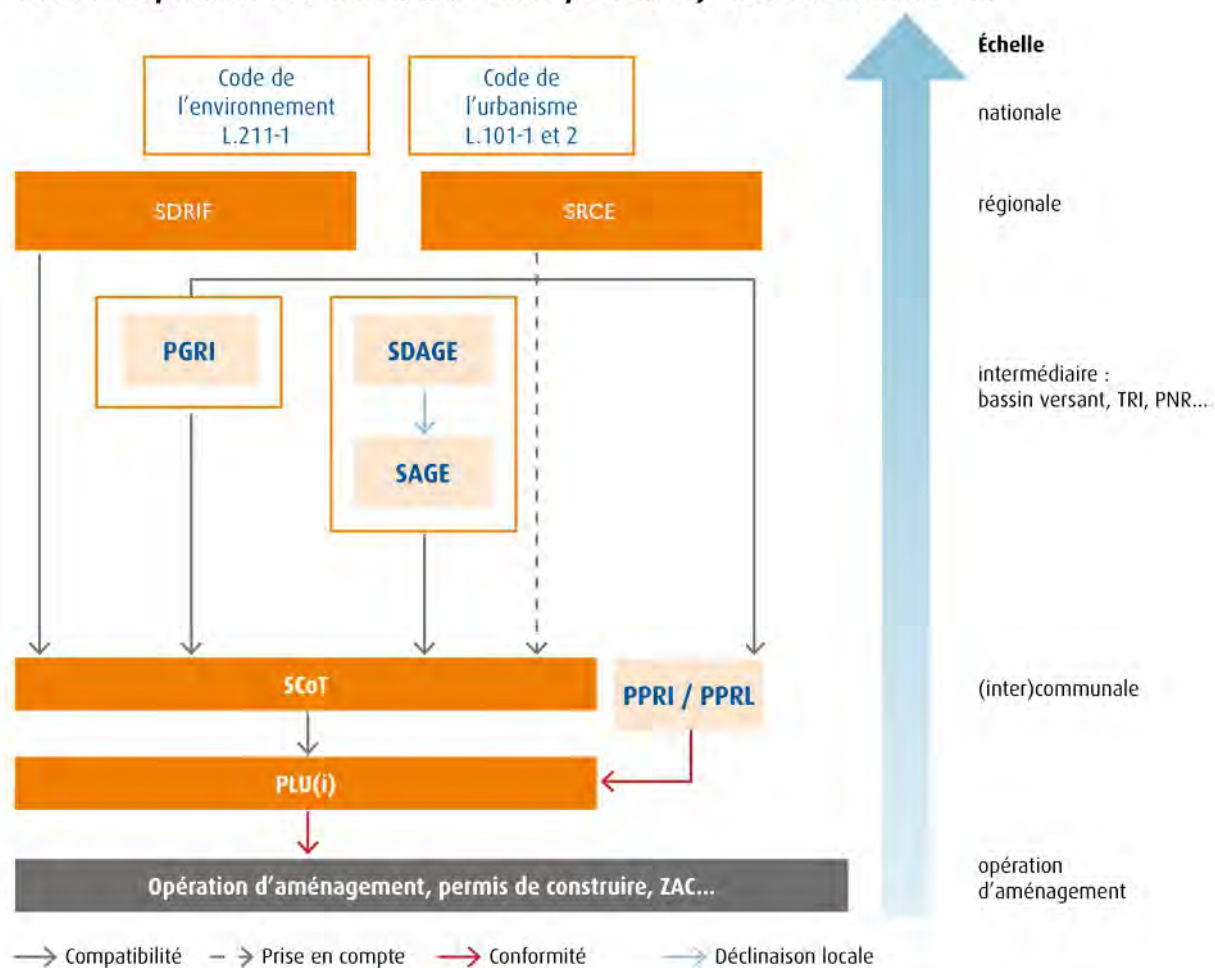 Échelle
Code de
l'environnement
L.211-1
Code de
l'urbanisme
L.101-1 et 2
nationale
SDRIF
SRCE
régionale
PGRI
SDAGE
SAGE
intermédiaire :
bassin versant, TRI, PNR...
SCoT
PPRI / PPRL
(inter)communale
PLU(i)
Opération d'aménagement, permis de construire, ZAC...
opération
d'aménagement
Compatibilité
Prise en compte
Conformité
Déclinaison locale